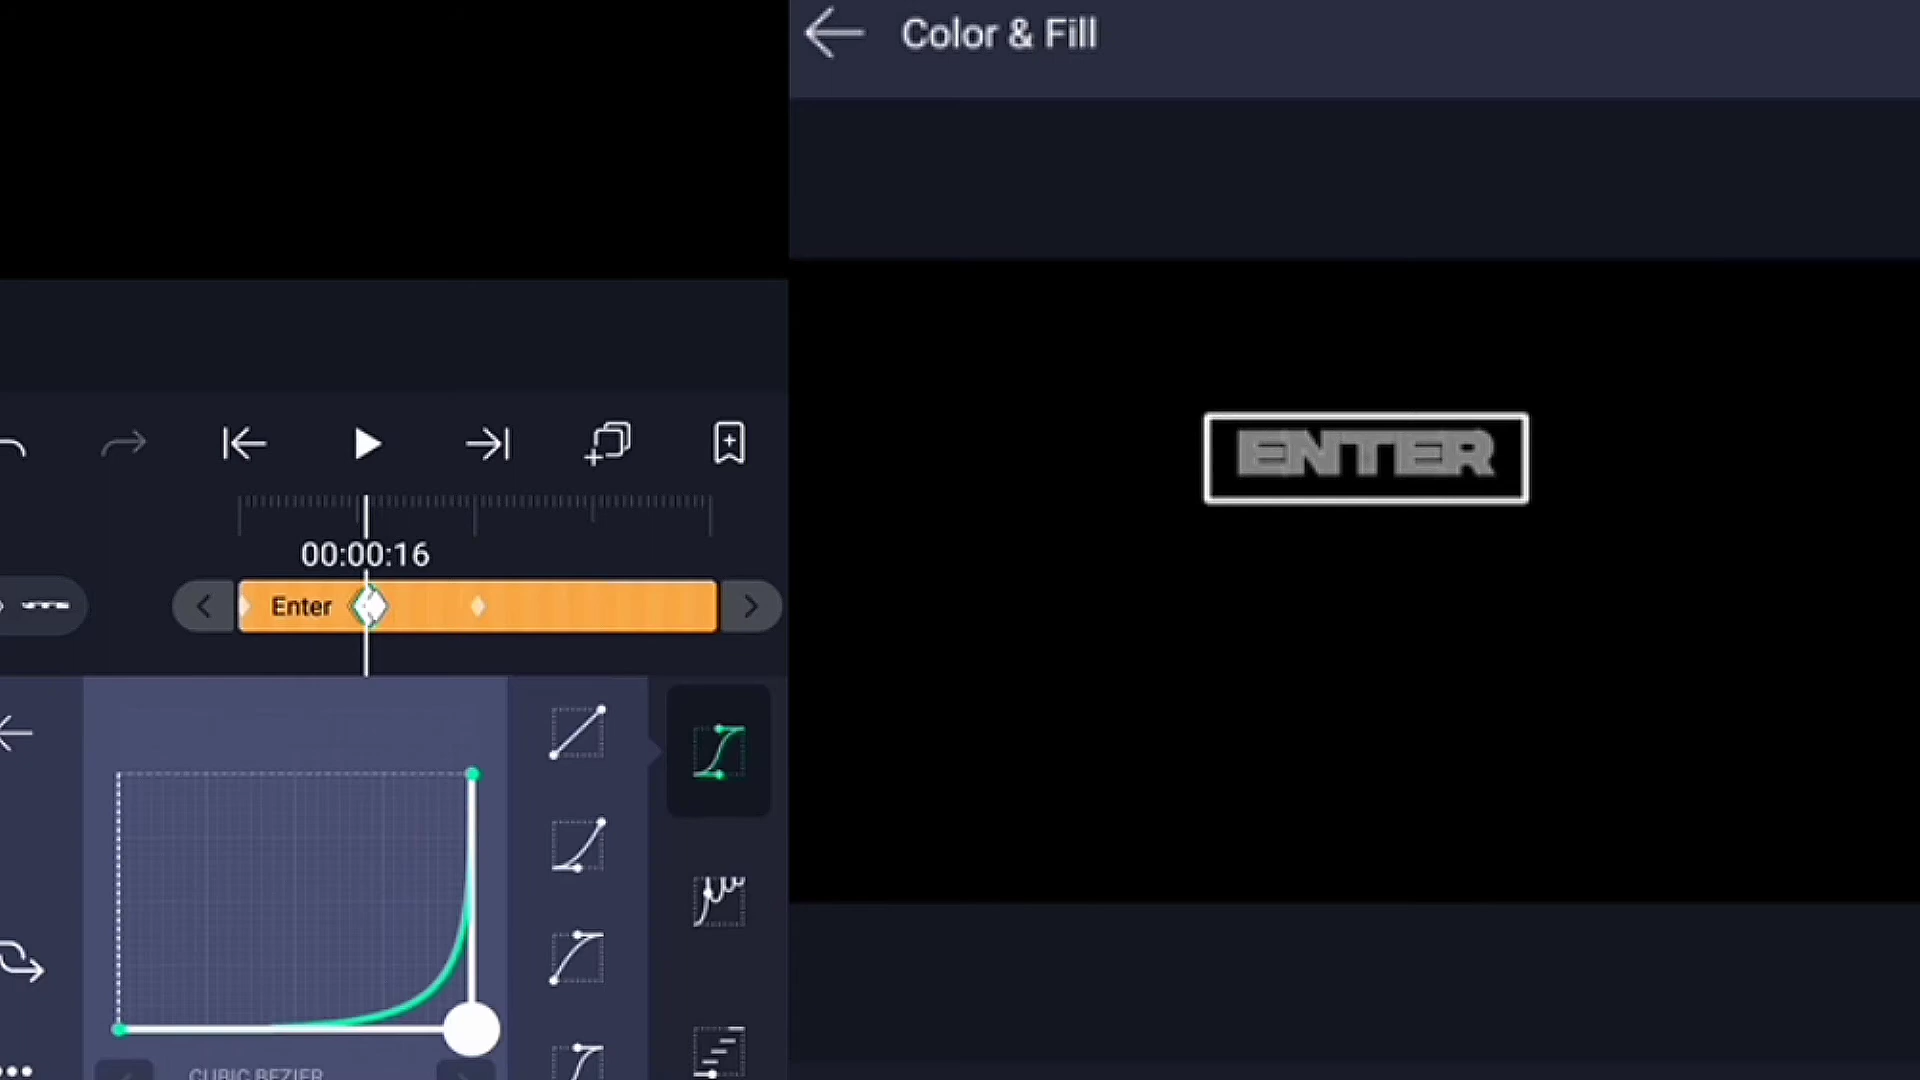 Color & Fill
ENTER
00:00:16
Enter
CUBIC BEZIER